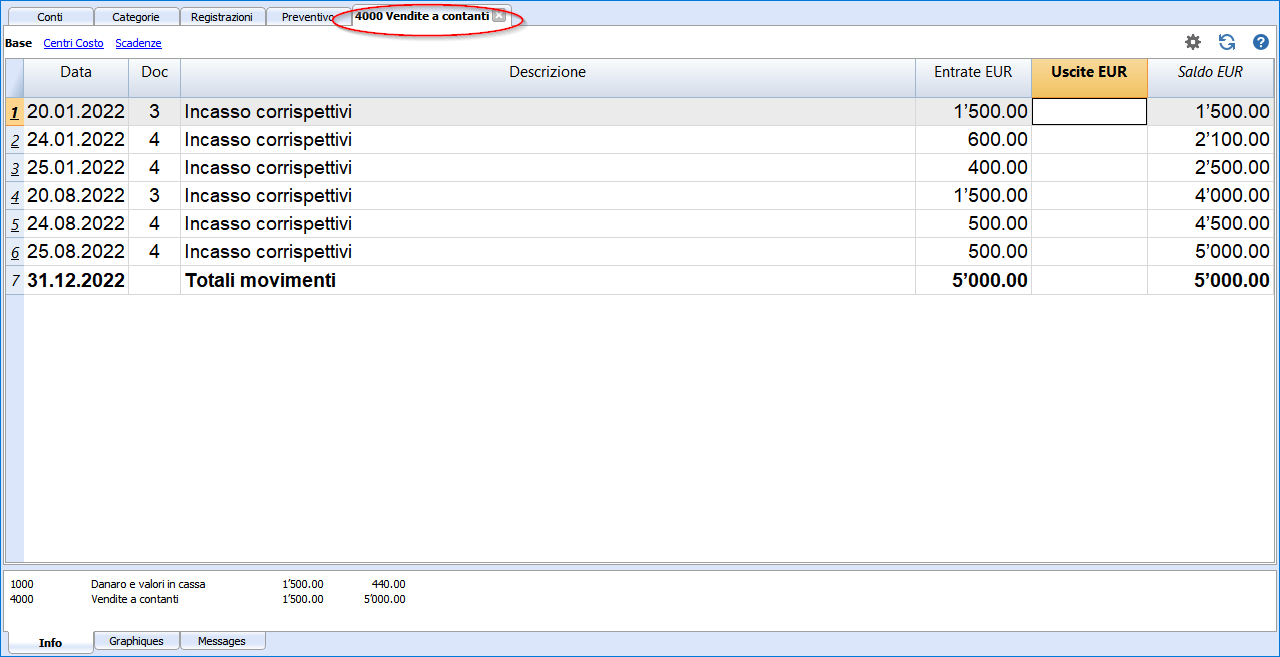 Conti Categorie Registrazioni Preventivo 4000 Vendite a contanti
Base Centri Costo Scadenze
Data Doc Descrizione Entrate EUR Uscite EUR Saldo EUR
1 20.01.2022 3 Incasso corrispettivi 1’500.00 1’500.00
2 24.01.2022 4 Incasso corrispettivi 600.00 2’100.00
3 25.01.2022 4 Incasso corrispettivi 400.00 2’500.00
4 20.08.2022 3 Incasso corrispettivi 1’500.00 4’000.00
5 24.08.2022 4 Incasso corrispettivi 500.00 4’500.00
6 25.08.2022 4 Incasso corrispettivi 500.00 5’000.00
7 31.12.2022 Totali movimenti 5’000.00 5’000.00
1000 Danaro e valori in cassa 1’500.00 440.00
4000 Vendite a contanti 1’500.00 5’000.00
Info Graphiques Messages